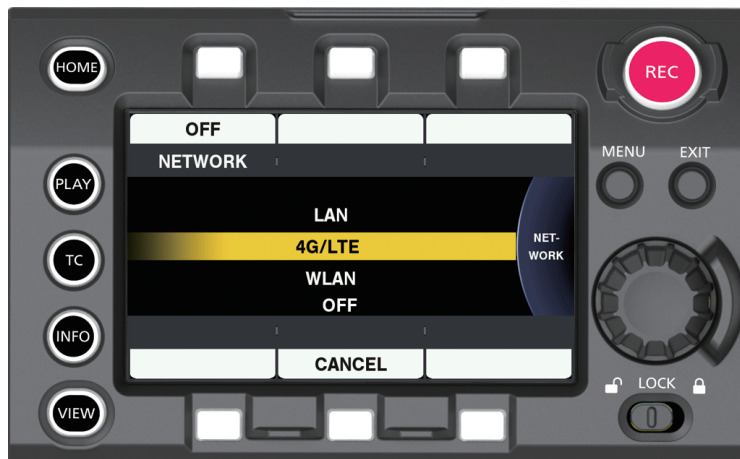 HOME
REC
OFF
NETWORK
MENU
EXIT
PLAY
LAN
4G/LTE
NET-
WORK
TC
WLAN
OFF
INFO
CANCEL
LOCK
VIEW